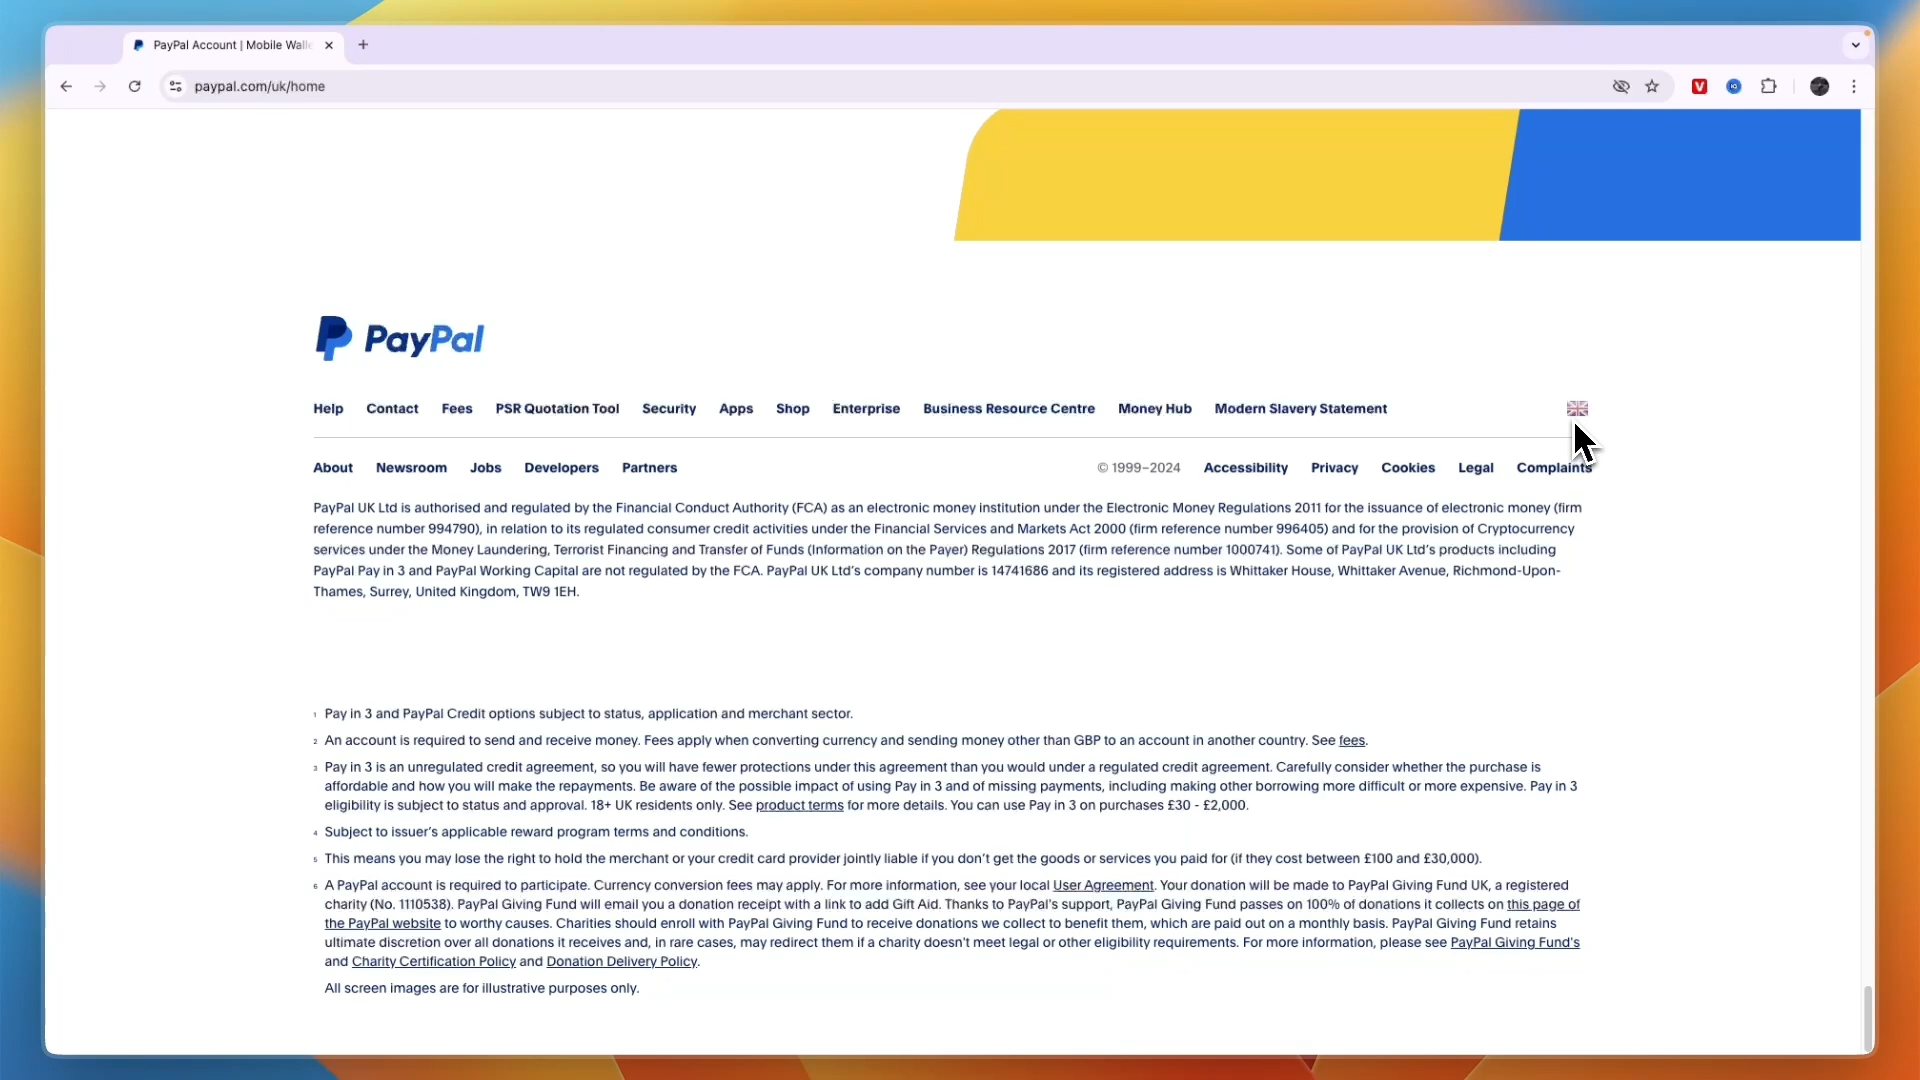 PayPal Account | Mobile Walle
paypal.com/uk/home
PayPal
Help Contact Fees PSR Quotation Tool Security Apps Shop Enterprise Business Resource Centre Money Hub Modern Slavery Statement
About Newsroom Jobs Developers Partners © 1999–2024 Accessibility Privacy Cookies Legal Complaints
PayPal UK Ltd is authorised and regulated by the Financial Conduct Authority (FCA) as an electronic money institution under the Electronic Money Regulations 2011 for the issuance of electronic money (firm
reference number 994790), in relation to its regulated consumer credit activities under the Financial Services and Markets Act 2000 (firm reference number 996405) and for the provision of Cryptocurrency
services under the Money Laundering, Terrorist Financing and Transfer of Funds (Information on the Payer) Regulations 2017 (firm reference number 1000741). Some of PayPal UK Ltd’s products including
PayPal Pay in 3 and PayPal Working Capital are not regulated by the FCA. PayPal UK Ltd’s company number is 14741686 and its registered address is Whittaker House, Whittaker Avenue, Richmond-Upon-
Thames, Surrey, United Kingdom, TW9 1EH.
1 Pay in 3 and PayPal Credit options subject to status, application and merchant sector.
2 An account is required to send and receive money. Fees apply when converting currency and sending money other than GBP to an account in another country. See fees.
3 Pay in 3 is an unregulated credit agreement, so you will have fewer protections under this agreement than you would under a regulated credit agreement. Carefully consider whether the purchase is
affordable and how you will make the repayments. Be aware of the possible impact of using Pay in 3 and of missing payments, including making other borrowing more difficult or more expensive. Pay in 3
eligibility is subject to status and approval. 18+ UK residents only. See product terms for more details. You can use Pay in 3 on purchases £30 - £2,000.
4 Subject to issuer’s applicable reward program terms and conditions.
5 This means you may lose the right to hold the merchant or your credit card provider jointly liable if you don’t get the goods or services you paid for (if they cost between £100 and £30,000).
6 A PayPal account is required to participate. Currency conversion fees may apply. For more information, see your local User Agreement. Your donation will be made to PayPal Giving Fund UK, a registered
charity (No. 1110538). PayPal Giving Fund will email you a donation receipt with a link to add Gift Aid. Thanks to PayPal's support, PayPal Giving Fund passes on 100% of donations it collects on this page of
the PayPal website to worthy causes. Charities should enroll with PayPal Giving Fund to receive donations we collect to benefit them, which are paid out on a monthly basis. PayPal Giving Fund retains
ultimate discretion over all donations it receives and, in rare cases, may redirect them if a charity doesn't meet legal or other eligibility requirements. For more information, please see PayPal Giving Fund's
and Charity Certification Policy and Donation Delivery Policy.
All screen images are for illustrative purposes only.